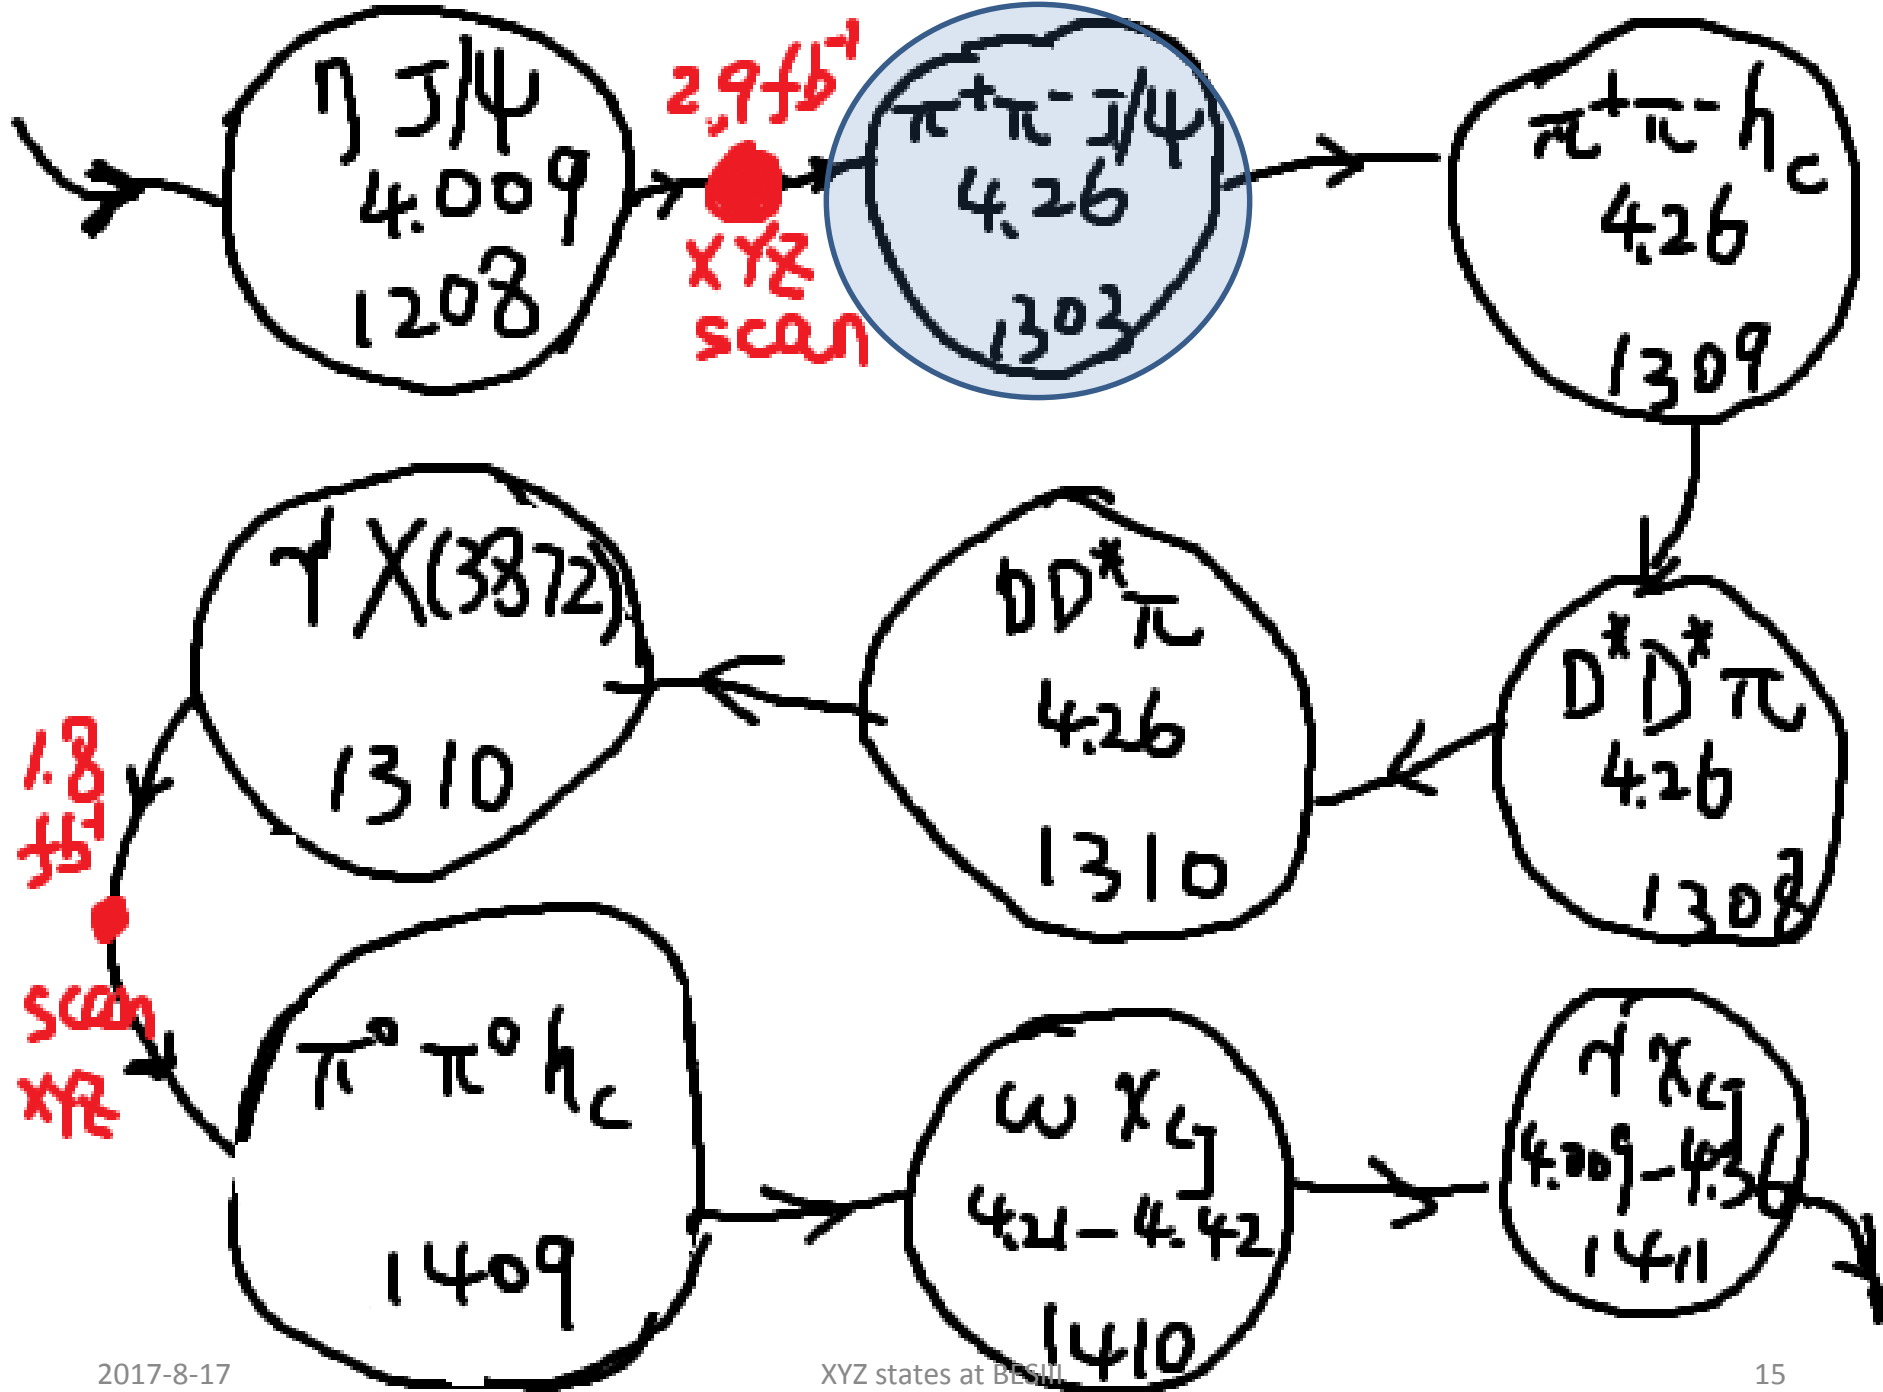 η J/ψ
4.009
1208
2.9 fb⁻¹
XYZ
scan
π⁺π⁻ J/ψ
4.26
1303
π⁺π⁻ h_c
4.26
1309
D*D*π
4.26
1308
DD*π
4.26
1310
γ X(3872)
1310
1.8
fb⁻¹
scan
XYZ
π⁰ π⁰ h_c
1409
ω χ_cJ
4.21-4.42
1410
γ χ_cJ
4.009-4.36
1411
2017-8-17
XYZ states at BESIII
15